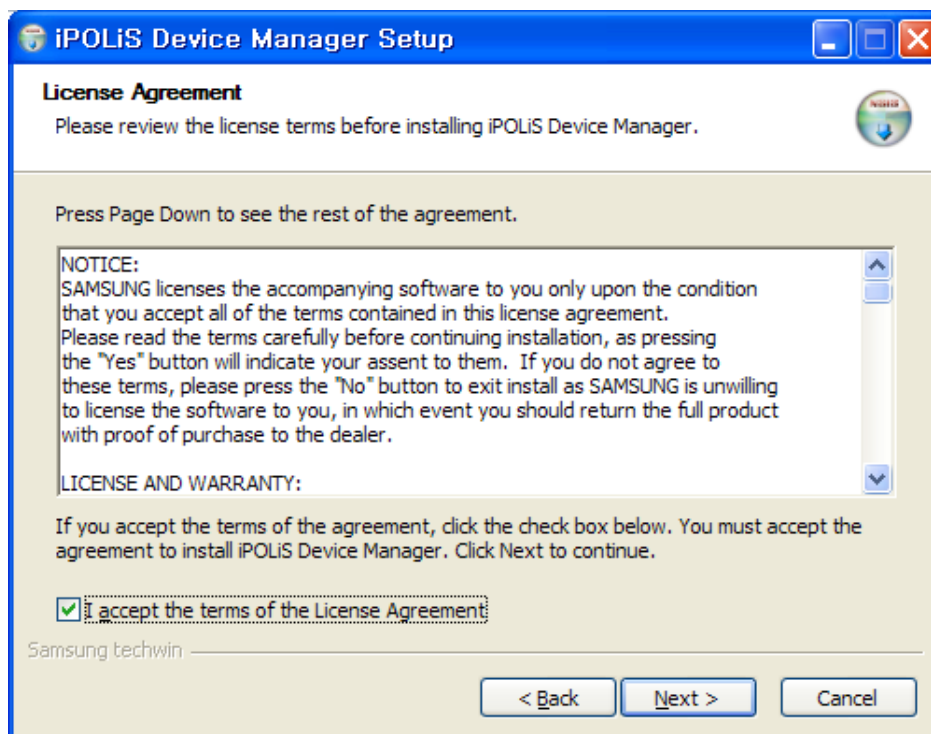 iPOLiS Device Manager Setup
License Agreement
Please review the license terms before installing iPOLiS Device Manager.
Press Page Down to see the rest of the agreement.
NOTICE:
SAMSUNG licenses the accompanying software to you only upon the condition
that you accept all of the terms contained in this license agreement.
Please read the terms carefully before continuing installation, as pressing
the "Yes" button will indicate your assent to them.  If you do not agree to
these terms, please press the "No" button to exit install as SAMSUNG is unwilling
to license the software to you, in which event you should return the full product
with proof of purchase to the dealer.
LICENSE AND WARRANTY:
If you accept the terms of the agreement, click the check box below. You must accept the
agreement to install iPOLiS Device Manager. Click Next to continue.
I accept the terms of the License Agreement
Samsung techwin
< Back
Next >
Cancel